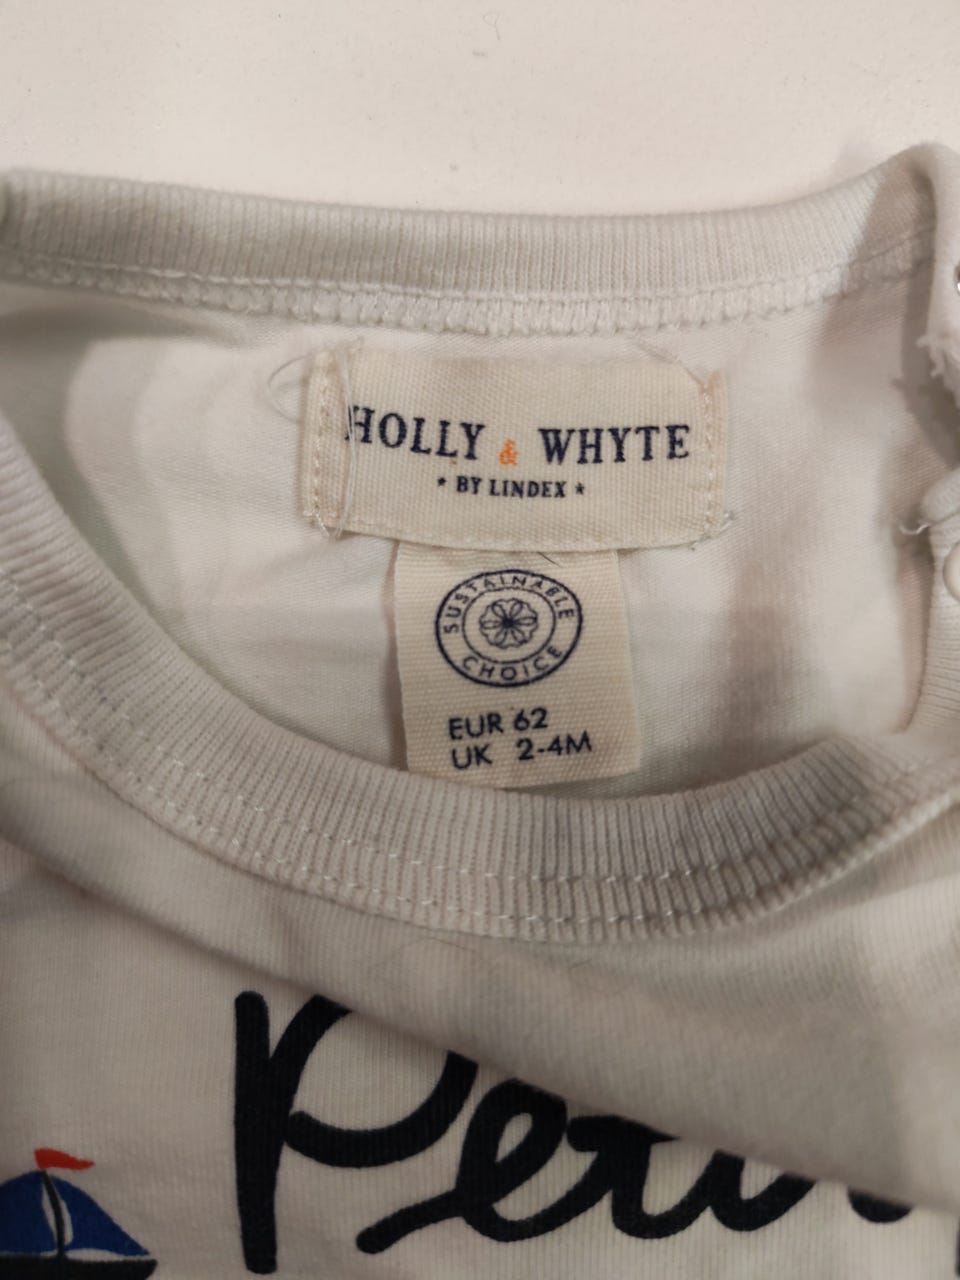 HOLLY & WHYTE
* BY LINDEX *
SUSTAINABLE
CHOICE
EUR 62
UK 2-4M